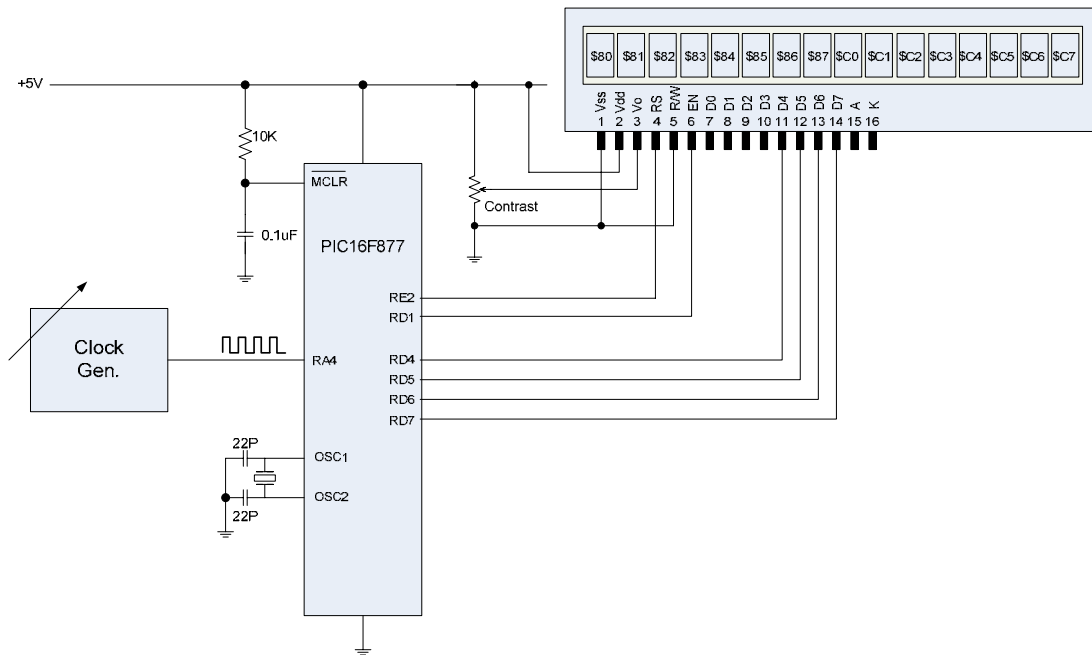 $80 $81 $82 $83 $84 $85 $86 $87 $C0 $C1 $C2 $C3 $C4 $C5 $C6 $C7
Vss Vdd Vo RS R/W EN D0 D1 D2 D3 D4 D5 D6 D7 A K
1 2 3 4 5 6 7 8 9 10 11 12 13 14 15 16
+5V
10K
MCLR
Contrast
0.1uF
PIC16F877
RE2
RD1
Clock
Gen.
RA4
RD4
RD5
RD6
RD7
22P
OSC1
OSC2
22P